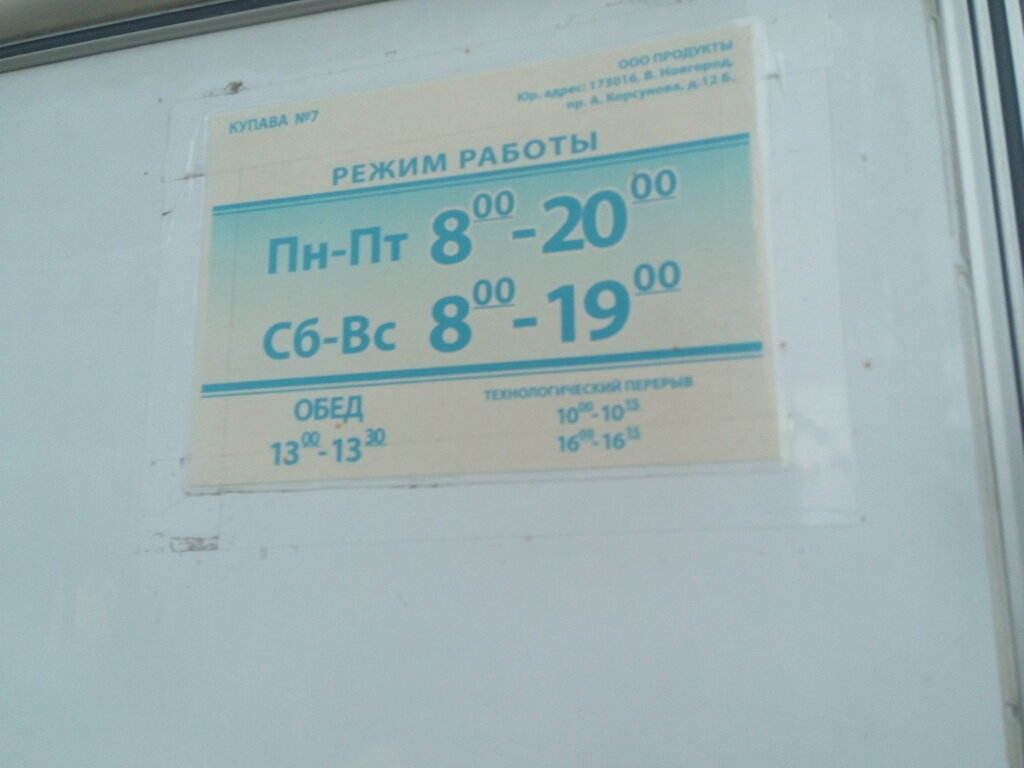 КУПАВА №7
ООО ПРОДУКТЫ
Юр. адрес: 173016, В. Новгород,
пр. А. Корсунова, д.12 Б.
РЕЖИМ РАБОТЫ
Пн-Пт 8⁰⁰-20⁰⁰
Сб-Вс 8⁰⁰-19⁰⁰
ОБЕД
13⁰⁰-13³⁰
ТЕХНОЛОГИЧЕСКИЙ ПЕРЕРЫВ
10⁰⁰-10¹⁵
16⁰⁰-16¹⁵